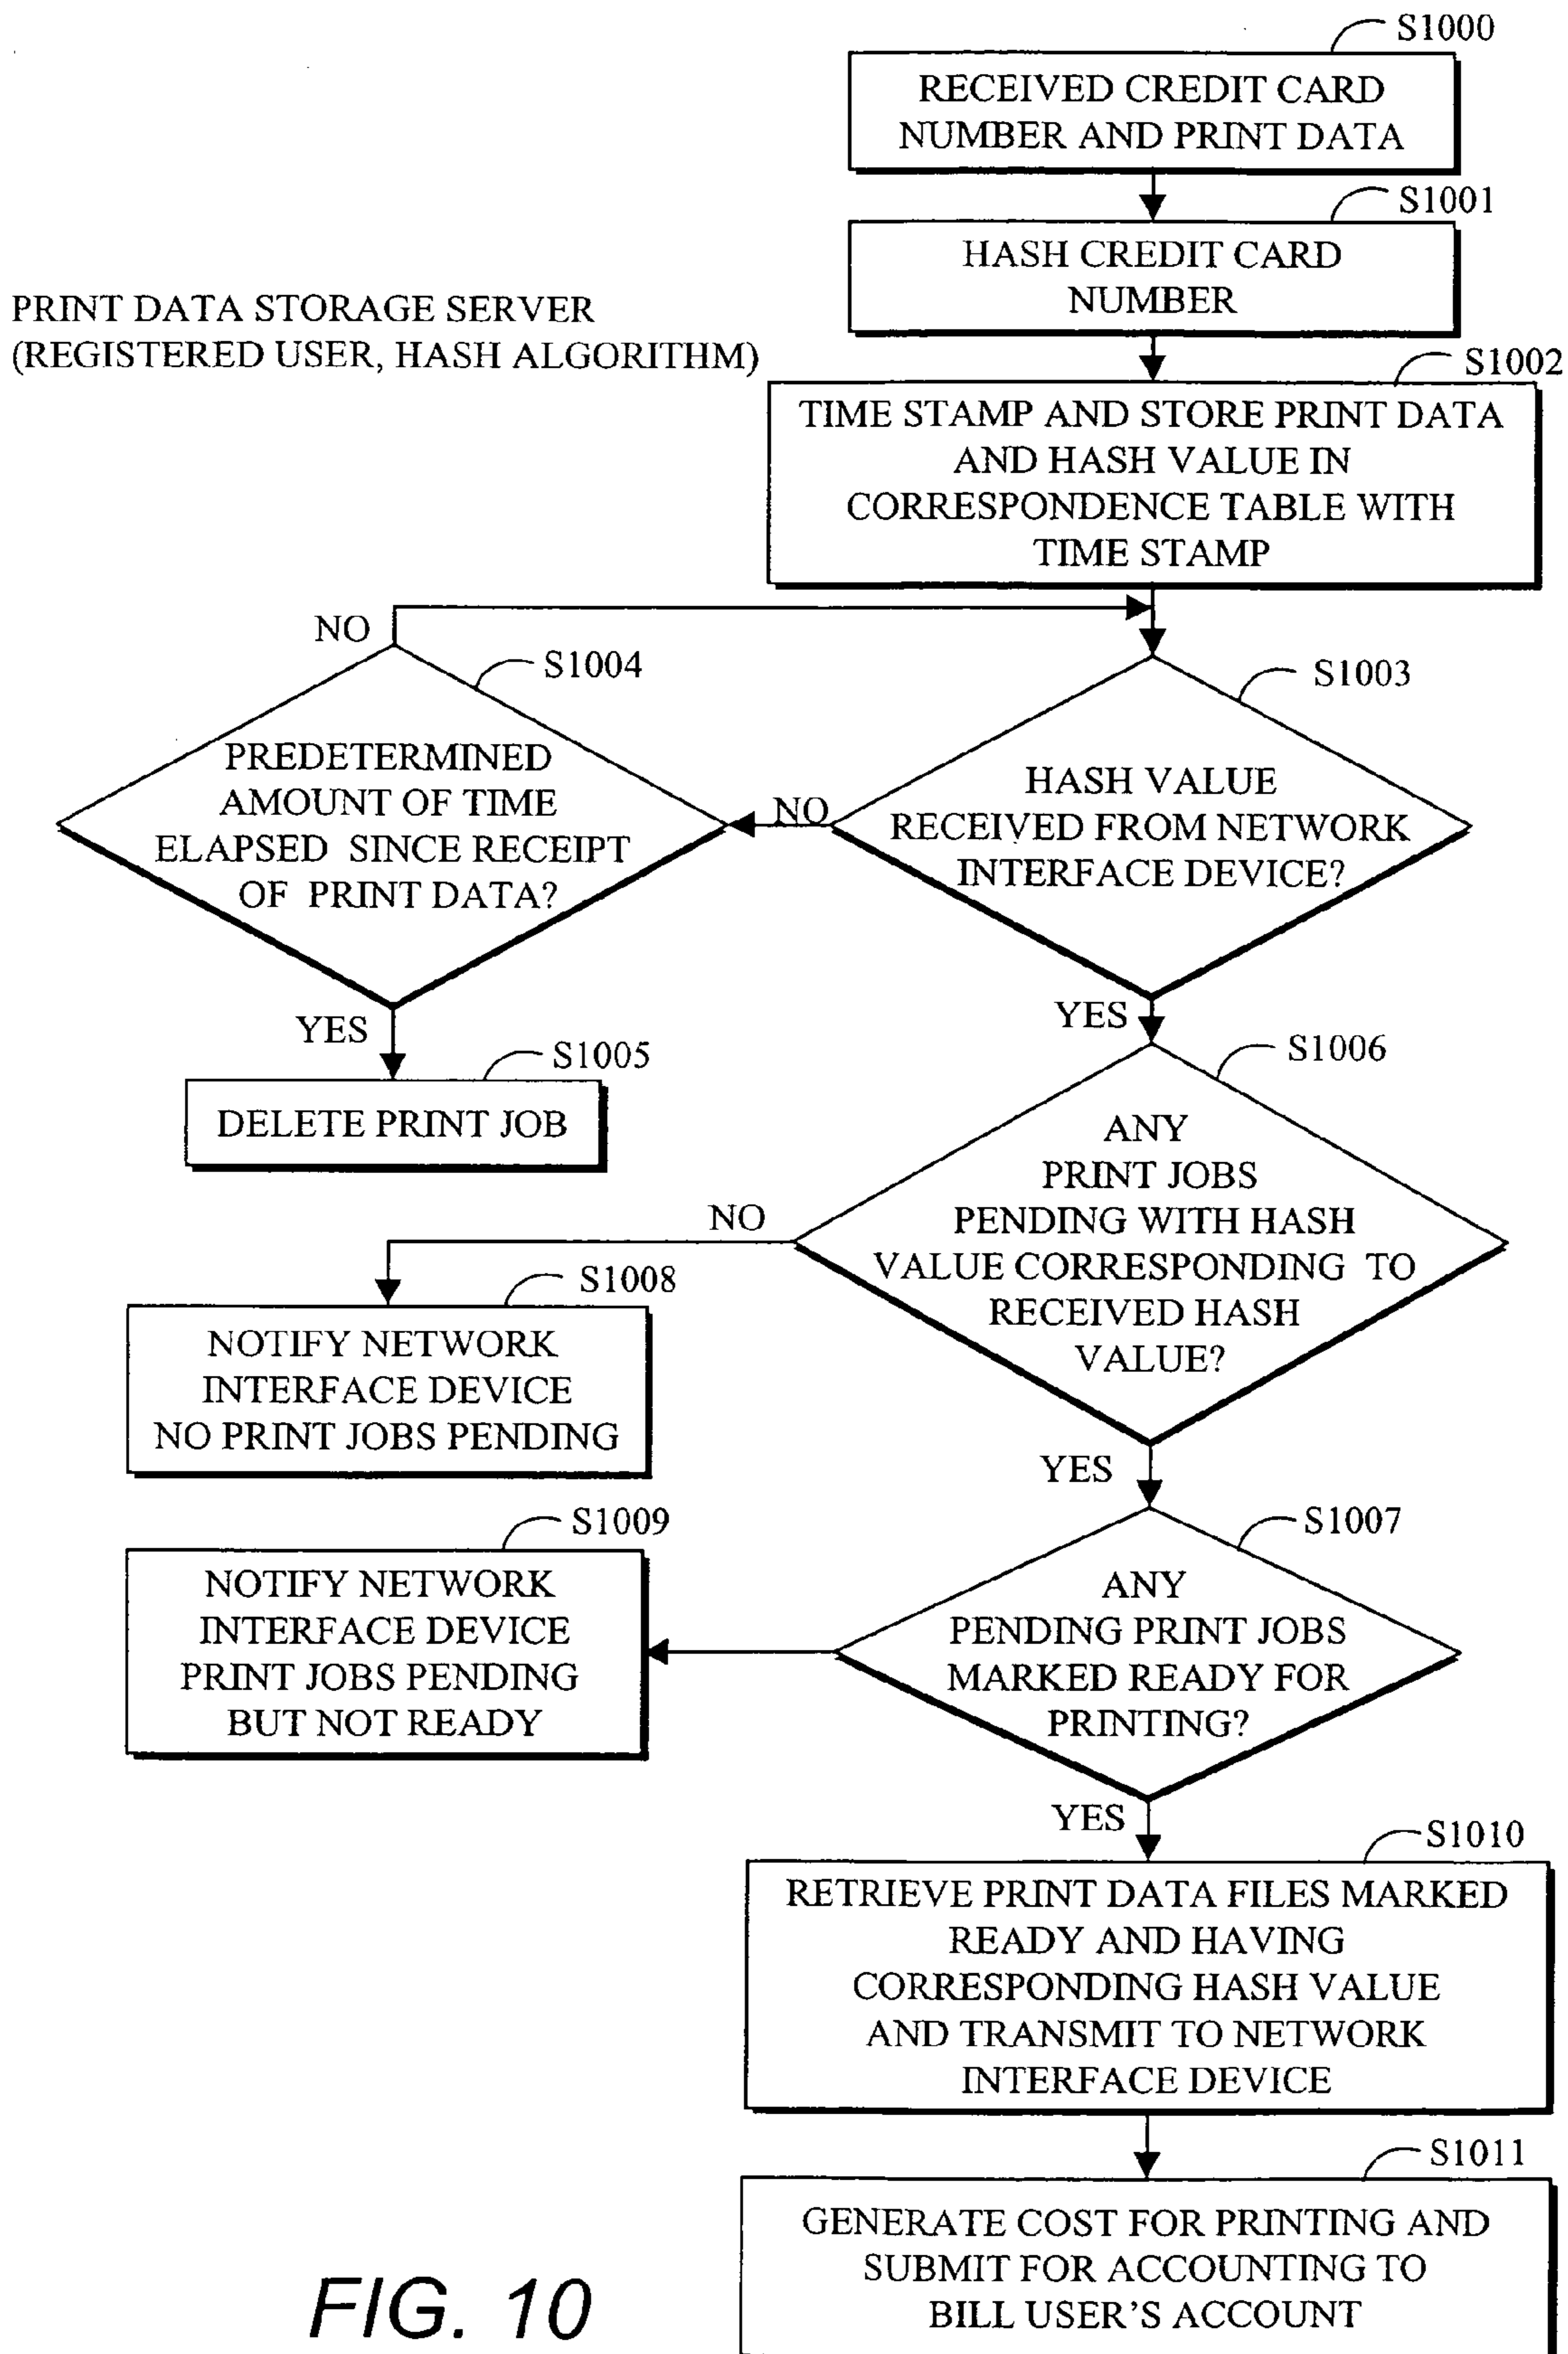 S1000
RECEIVED CREDIT CARD
NUMBER AND PRINT DATA
S1001
HASH CREDIT CARD
NUMBER
PRINT DATA STORAGE SERVER
(REGISTERED USER, HASH ALGORITHM)
S1002
TIME STAMP AND STORE PRINT DATA
AND HASH VALUE IN
CORRESPONDENCE TABLE WITH
TIME STAMP
NO
S1004
PREDETERMINED
AMOUNT OF TIME
ELAPSED SINCE RECEIPT
OF PRINT DATA?
S1003
HASH VALUE
RECEIVED FROM NETWORK
INTERFACE DEVICE?
NO
YES
S1005
DELETE PRINT JOB
YES
S1006
ANY
PRINT JOBS
PENDING WITH HASH
VALUE CORRESPONDING TO
RECEIVED HASH
VALUE?
NO
S1008
NOTIFY NETWORK
INTERFACE DEVICE
NO PRINT JOBS PENDING
YES
S1009
NOTIFY NETWORK
INTERFACE DEVICE
PRINT JOBS PENDING
BUT NOT READY
S1007
ANY
PENDING PRINT JOBS
MARKED READY FOR
PRINTING?
YES
S1010
RETRIEVE PRINT DATA FILES MARKED
READY AND HAVING
CORRESPONDING HASH VALUE
AND TRANSMIT TO NETWORK
INTERFACE DEVICE
S1011
GENERATE COST FOR PRINTING AND
SUBMIT FOR ACCOUNTING TO
BILL USER'S ACCOUNT
FIG. 10